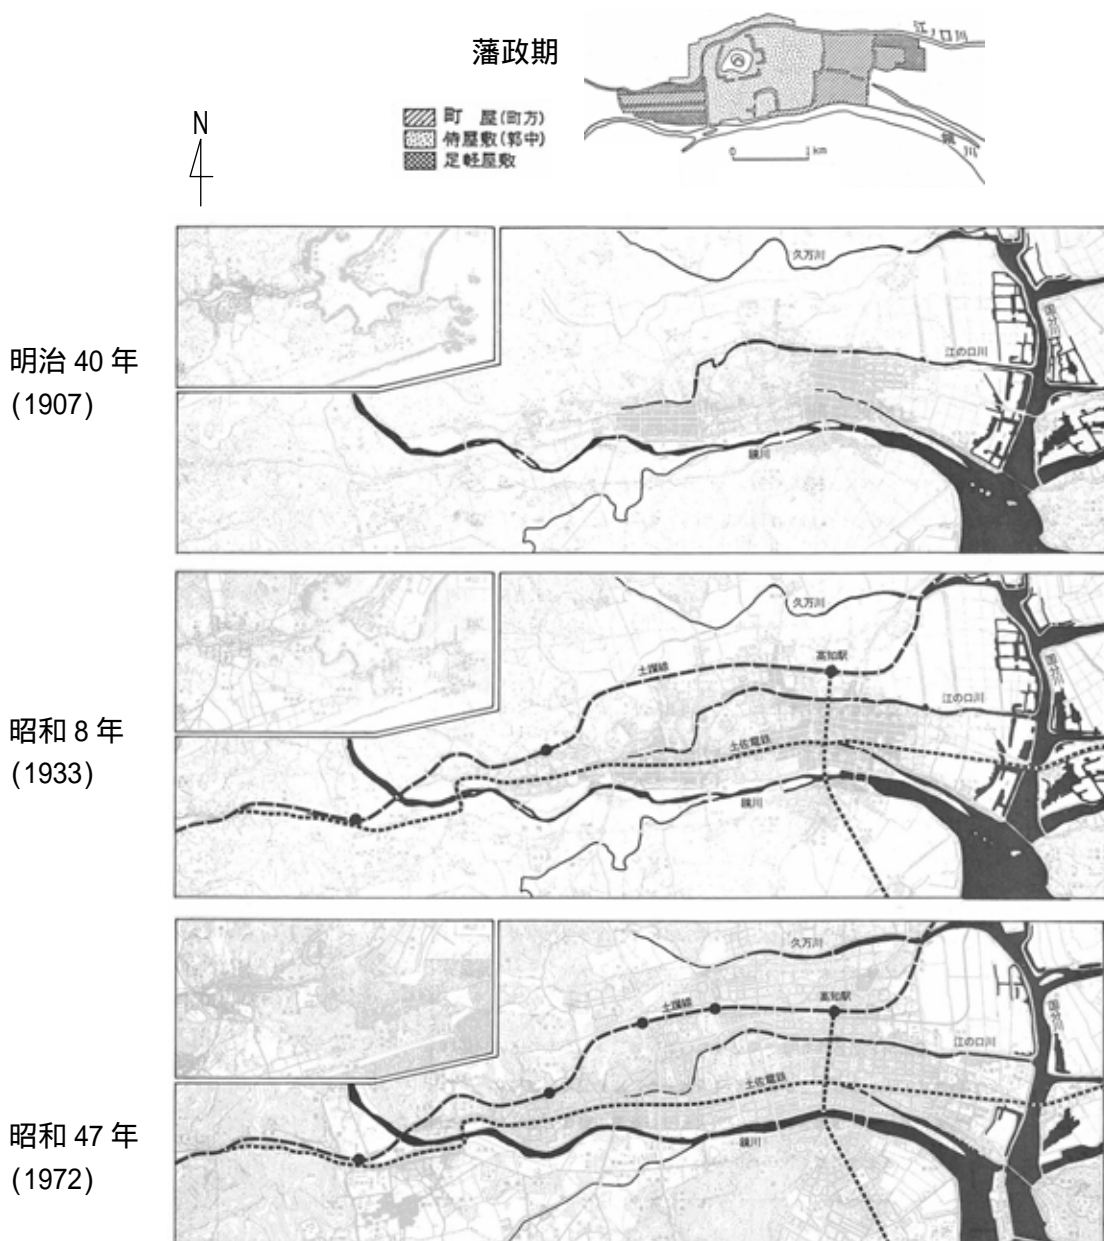 藩政期
江ノ口川
町 屋(町方)
侍屋敷(郭中)
足軽屋敷
鏡川
0 1km
N
明治 40 年
(1907)
久万川
江の口川
国分川
鏡川
昭和 8 年
(1933)
久万川
高知駅
土讃線
国分川
江の口川
土佐電鉄
鏡川
昭和 47 年
(1972)
久万川
高知駅
土讃線
国分川
江の口川
土佐電鉄
鏡川